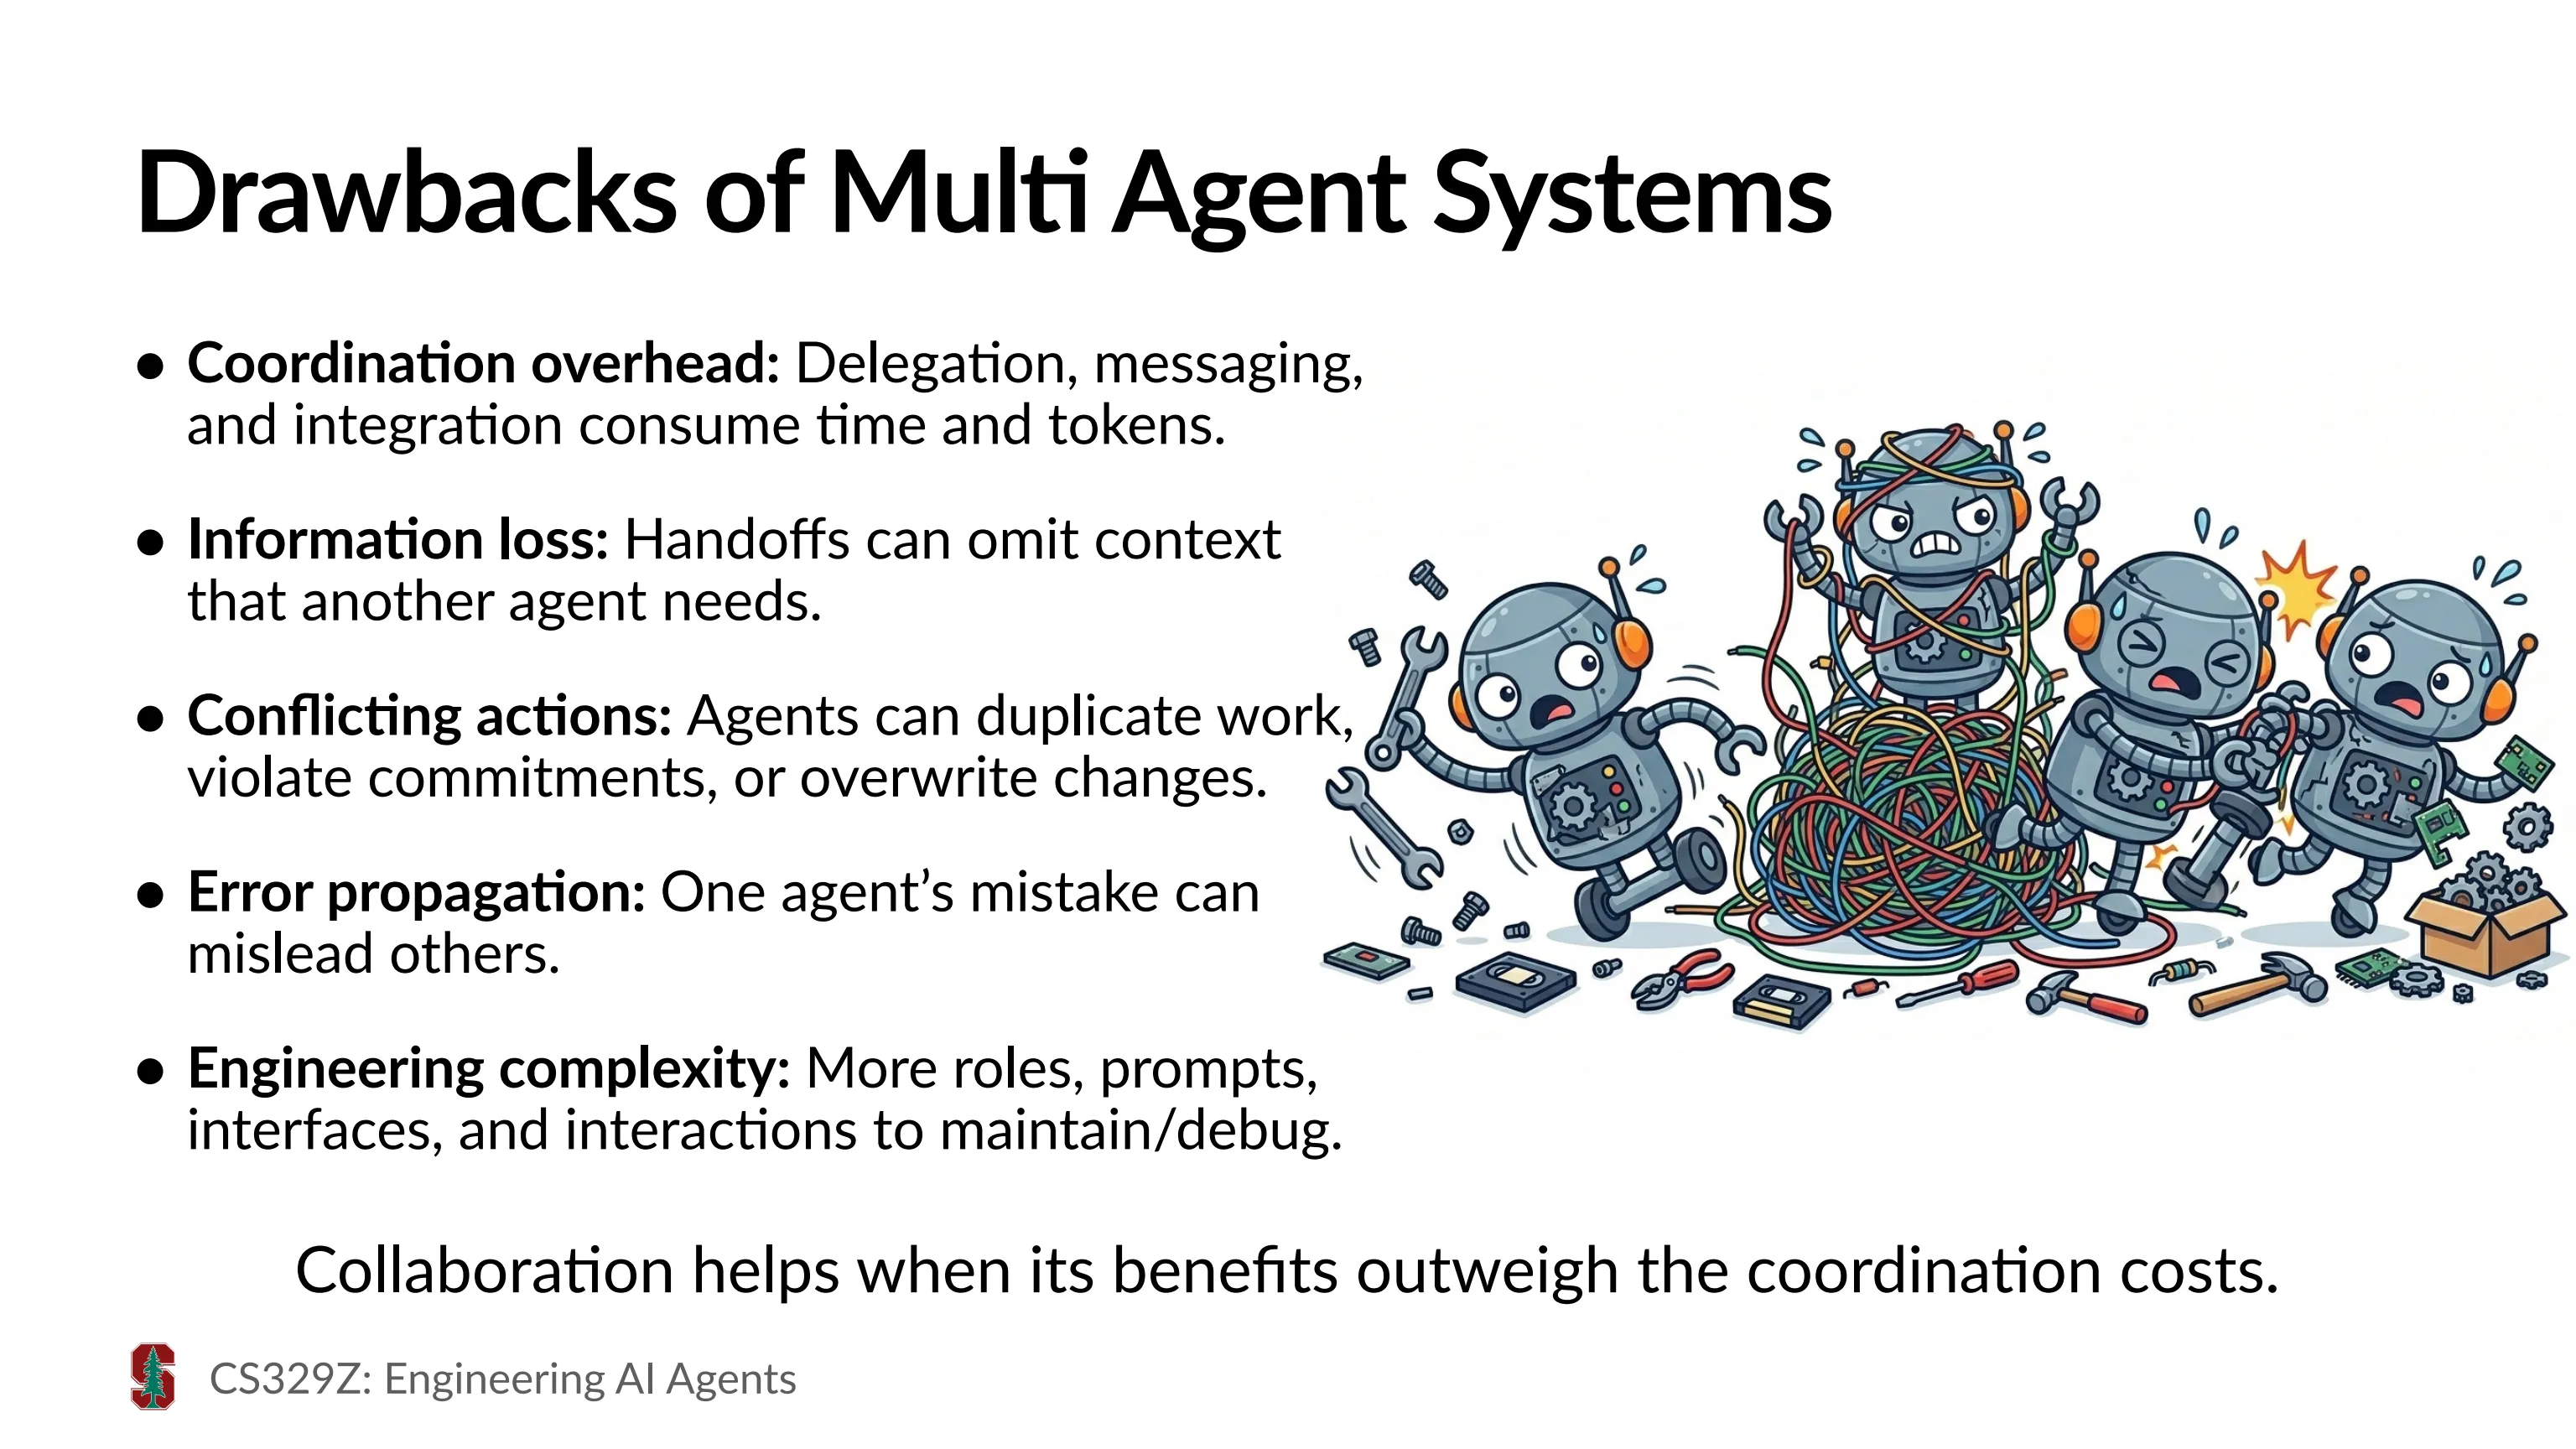 Drawbacks of Multi Agent Systems
● Coordination overhead: Delegation, messaging,
and integration consume time and tokens.
● Information loss: Handoffs can omit context
that another agent needs.
● Conflicting actions: Agents can duplicate work,
violate commitments, or overwrite changes.
● Error propagation: One agent’s mistake can
mislead others.
● Engineering complexity: More roles, prompts,
interfaces, and interactions to maintain/debug.
Collaboration helps when its benefits outweigh the coordination costs.
CS329Z: Engineering AI Agents